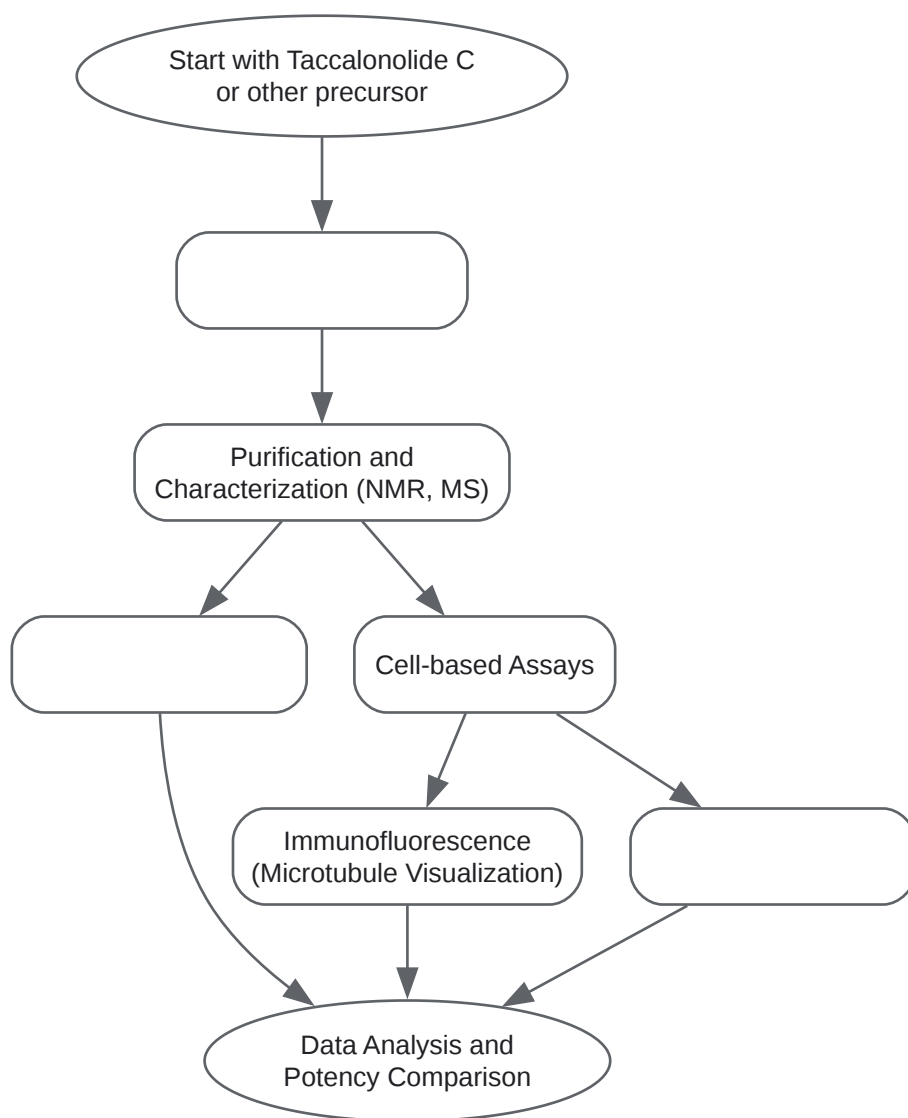 Start with Taccalonolide C
or other precursor
Purification and
Characterization (NMR, MS)
Cell-based Assays
Immunofluorescence
(Microtubule Visualization)
Data Analysis and
Potency Comparison